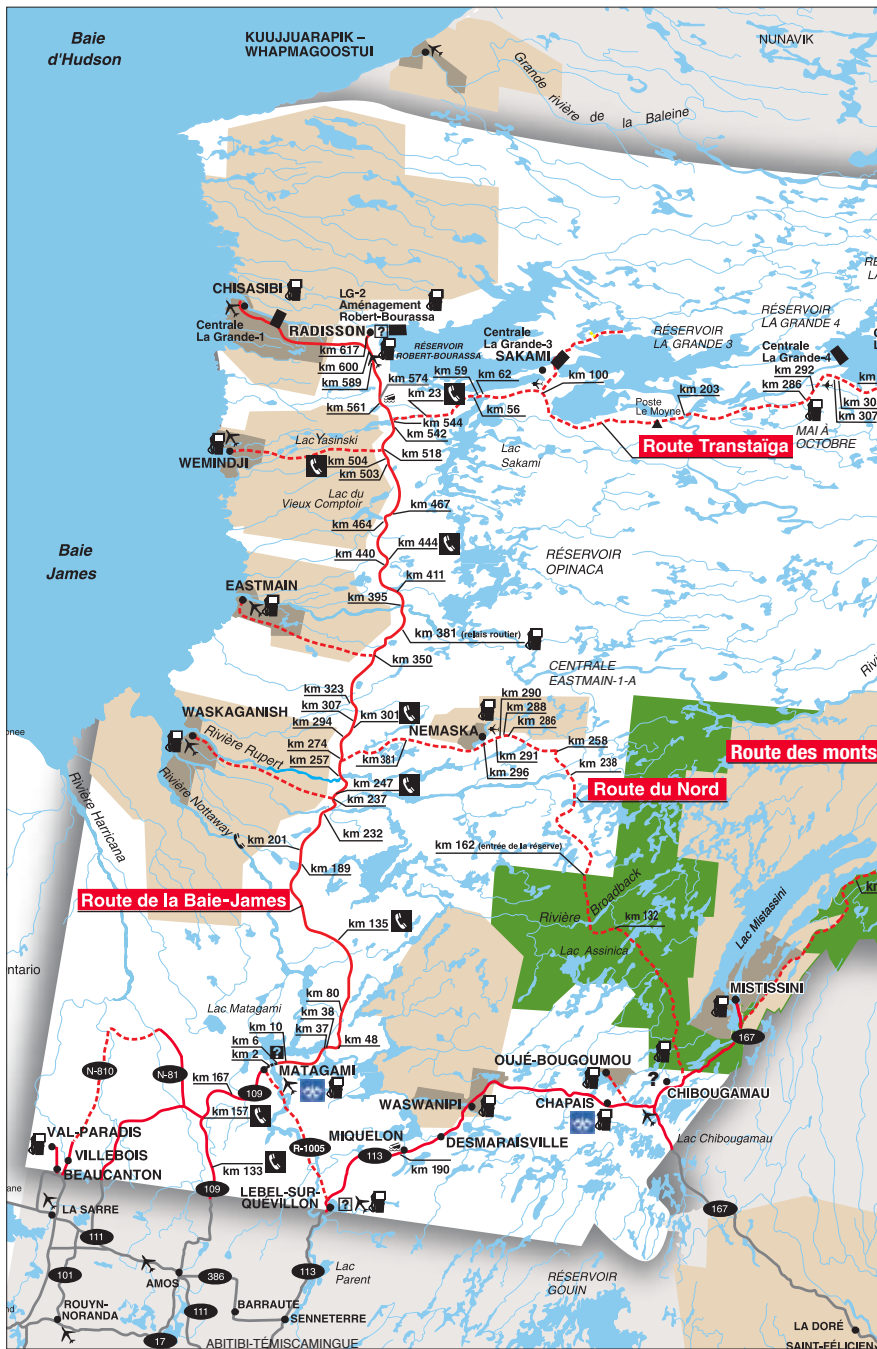 Baie
d'Hudson
KUUJJUARAPIK –
WHAPMAGOOSTUI
NUNAVIK
Grande rivière de la Baleine
CHISASIBI
LG-2
Aménagement
Robert-Bourassa
Centrale
La Grande-1
RADISSON
?
km 617
km 600
km 589
RÉSERVOIR
ROBERT-BOURASSA
Centrale
La Grande-3
SAKAMI
RÉSERVOIR
LA GRANDE 3
RÉSERVOIR
LA GRANDE 4
Centrale
La Grande-4
km 574
km 59
km 62
km 100
km 23
km 561
km 56
km 544
km 542
Poste
Le Moyne
km 203
km 292
km 286
km 30
km 307
MAI À
OCTOBRE
Route Transtaïga
Lac Yasinski
WEMINDJI
km 518
km 504
km 503
Lac
Sakami
Lac du
Vieux Comptoir
km 467
km 464
km 444
km 440
Baie
James
km 411
RÉSERVOIR
OPINACA
EASTMAIN
km 395
km 381 (relais routier)
km 350
CENTRALE
EASTMAIN-1-A
km 323
km 307
km 301
km 294
WASKAGANISH
Rivière Rupert
NEMASKA
km 290
km 288
km 286
km 274
km 257
km 381
km 291
km 296
km 258
km 238
Route des monts
Route du Nord
km 247
km 237
km 232
Rivière Nottaway
Rivière Harricana
km 201
km 189
km 162 (entrée de la réserve)
Route de la Baie-James
Rivière Broadback
km 132
km 135
Lac Assinica
Lac Mistassini
ntario
MISTISSINI
167
Lac Matagami
km 80
km 38
km 37
km 48
km 10
km 6
km 2
?
MATAGAMI
N-810
N-81
km 167
109
km 157
OUJÉ-BOUGOUMOU
?
CHIBOUGAMAU
WASWANIPI
CHAPAIS
VAL-PARADIS
VILLEBOIS
BEAUCANTON
R-1005
MIQUELON
113
DESMARAISVILLE
km 190
Lac Chibougamau
km 133
109
LEBEL-SUR-
QUÉVILLON
?
167
LA SARRE
111
101
AMOS
386
113
Lac
Parent
RÉSERVOIR
GOUIN
111
BARRAUTE
ROUYN-
NORANDA
SENNETERRE
17
ABITIBI-TÉMISCAMINGUE
LA DORÉ
SAINT-FÉLICIEN